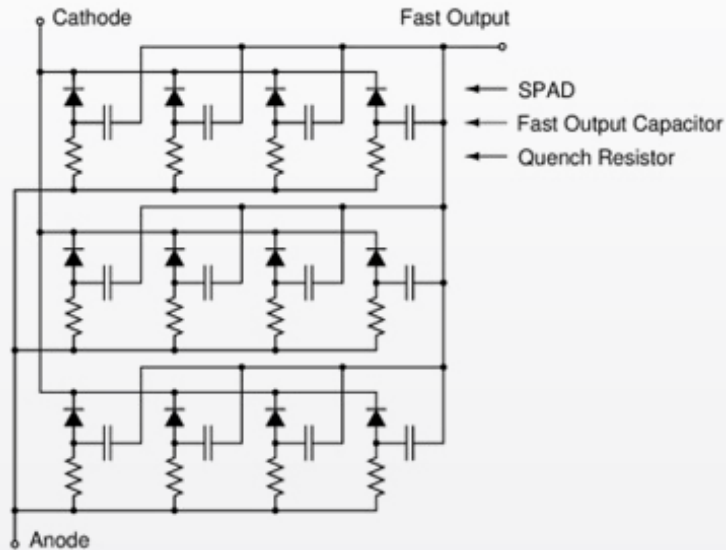 Cathode
Fast Output
SPAD
Fast Output Capacitor
Quench Resistor
Anode